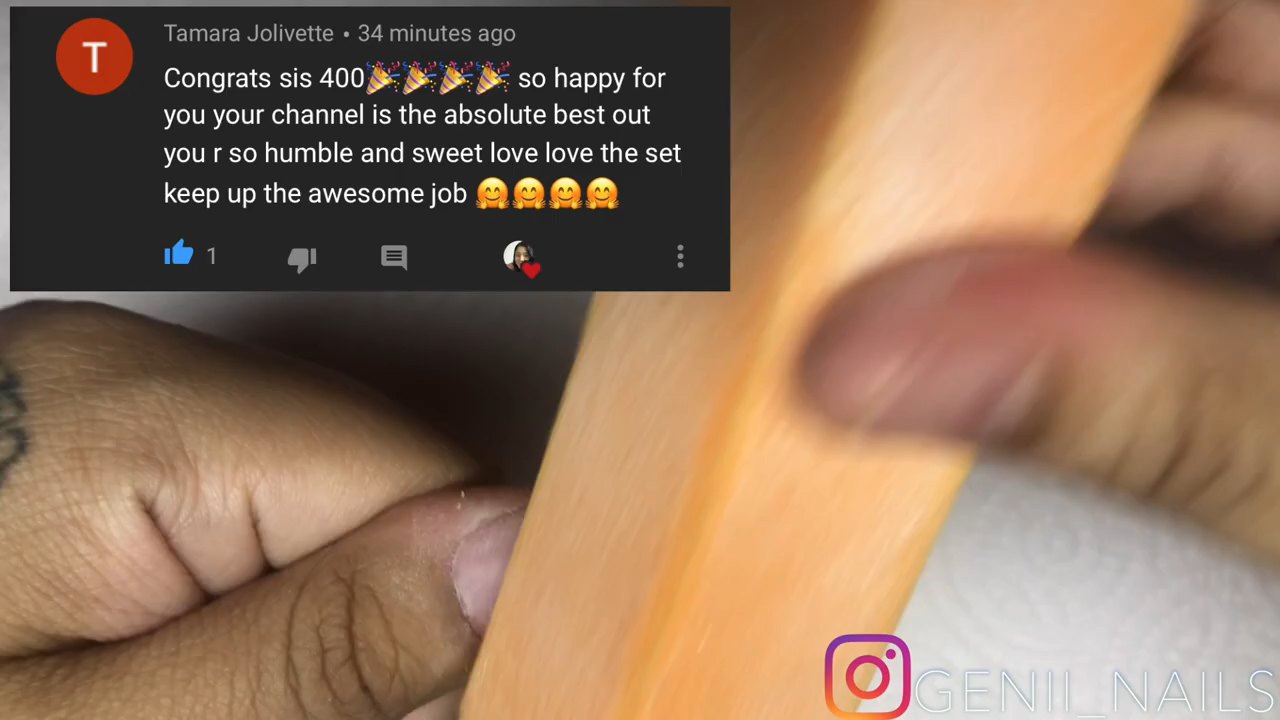 Tamara Jolivette • 34 minutes ago
T
Congrats sis 400🎉🎉🎉🎉 so happy for
you your channel is the absolute best out
you r so humble and sweet love love the set
keep up the awesome job 🤗🤗🤗🤗
1
GENII_NAILS